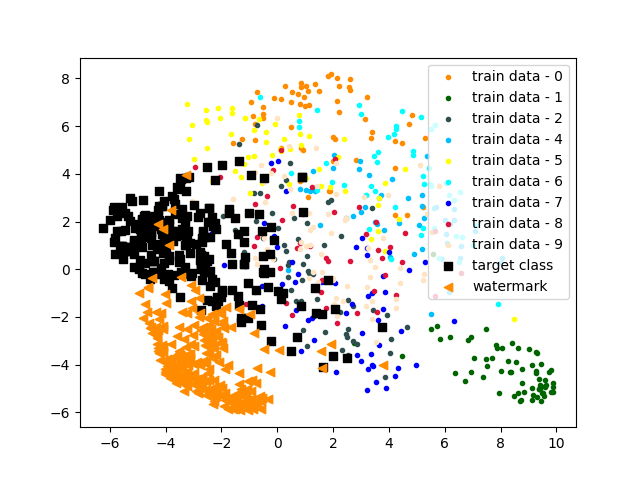 8
6
4
2
0
−2
−4
−6
−6
−4
−2
0
2
4
6
8
10
train data - 0
train data - 1
train data - 2
train data - 4
train data - 5
train data - 6
train data - 7
train data - 8
train data - 9
target class
watermark